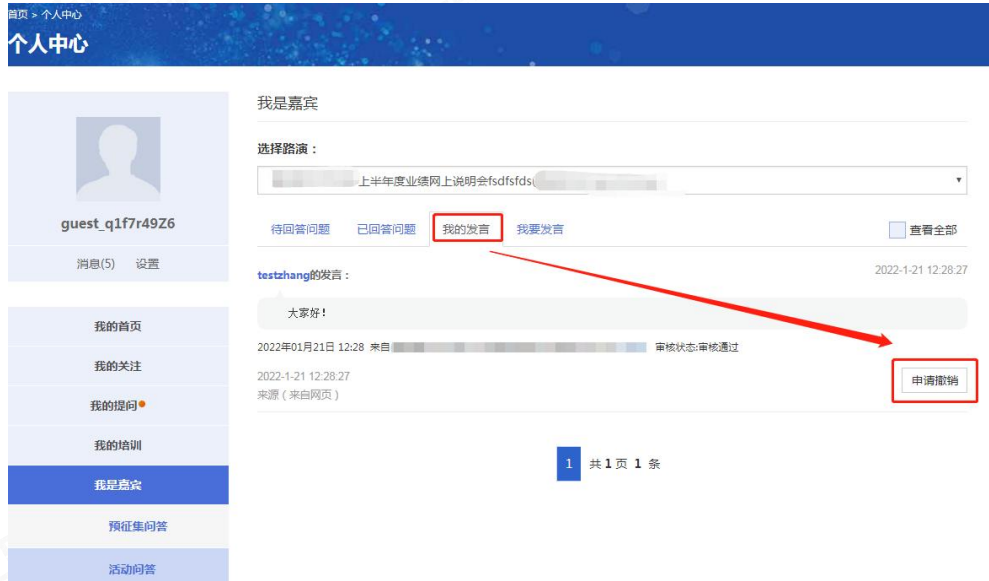 首页 > 个人中心
个人中心
guest_q1f7r49Z6
消息(5) 设置
我的首页
我的关注
我的提问
我的培训
我是嘉宾
预征集问答
活动问答
我是嘉宾
选择路演：
上半年度业绩网上说明会fsdfsfds
待回答问题 已回答问题 我的发言 我要发言 查看全部
testzhang的发言： 2022-1-21 12:28:27
大家好！
2022年01月21日 12:28 来自 审核状态:审核通过
2022-1-21 12:28:27
来源（来自网页）
申请撤销
1 共1页 1 条